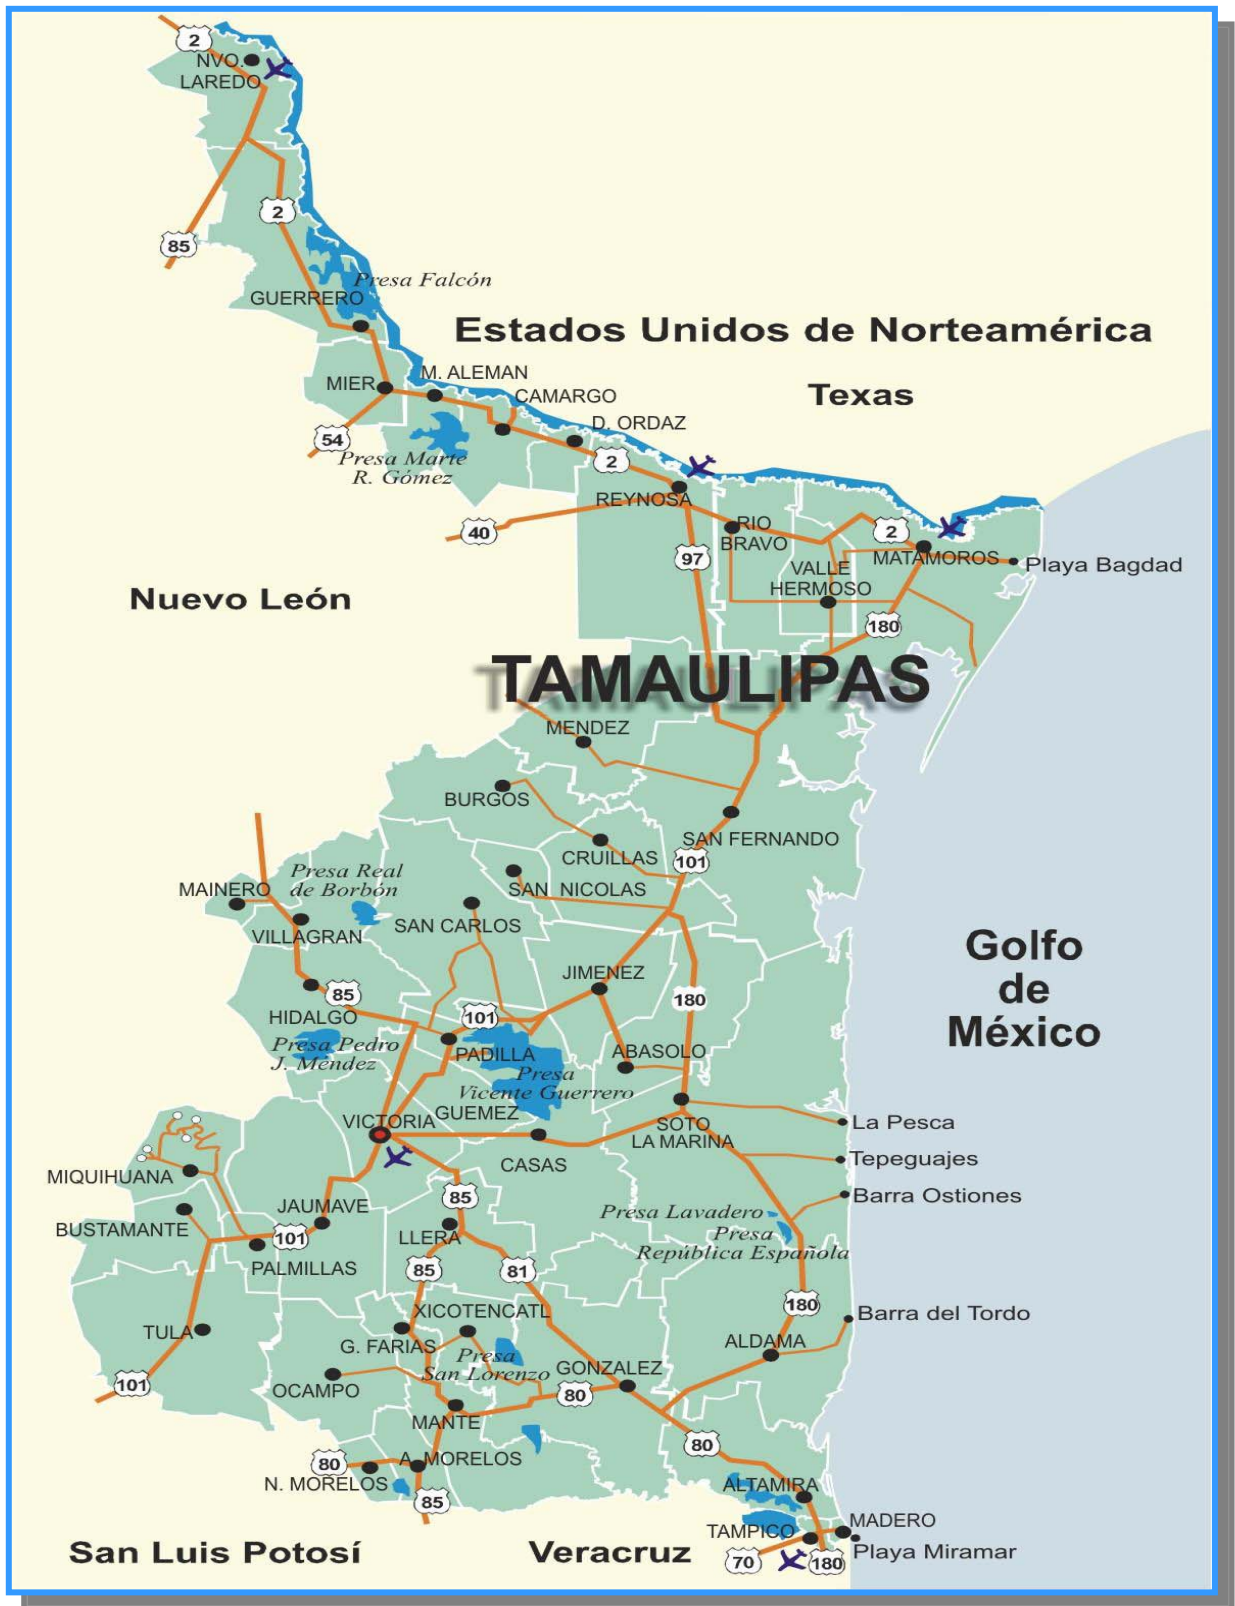 2
NVO.
LAREDO
2
85
Presa Falcón
GUERRERO
Estados Unidos de Norteamérica
Texas
M. ALEMAN
MIER
CAMARGO
D. ORDAZ
54
Presa Marte
R. Gómez
2
REYNOSA
40
RIO
BRAVO
2
97
MATAMOROS
VALLE
HERMOSO
Playa Bagdad
Nuevo León
180
TAMAULIPAS
MENDEZ
BURGOS
SAN FERNANDO
CRUILLAS
101
Presa Real
de Borbón
MAINERO
SAN NICOLAS
SAN CARLOS
VILLAGRAN
Golfo
de
México
JIMENEZ
85
180
HIDALGO
101
Presa Pedro
J. Méndez
PADILLA
ABASOLO
Presa
Vicente Guerrero
GUEMEZ
VICTORIA
SOTO
LA MARINA
La Pesca
CASAS
Tepeguajes
MIQUIHUANA
85
Barra Ostiones
JAUMAVE
Presa Lavadero
BUSTAMANTE
101
LLERA
Presa
República Española
PALMILLAS
85
81
180
XICOTENCATL
Barra del Tordo
TULA
G. FARIAS
ALDAMA
Presa
San Lorenzo
GONZALEZ
101
OCAMPO
80
MANTE
80
A. MORELOS
80
N. MORELOS
ALTAMIRA
85
MADERO
TAMPICO
San Luis Potosí
Veracruz
Playa Miramar
70
180